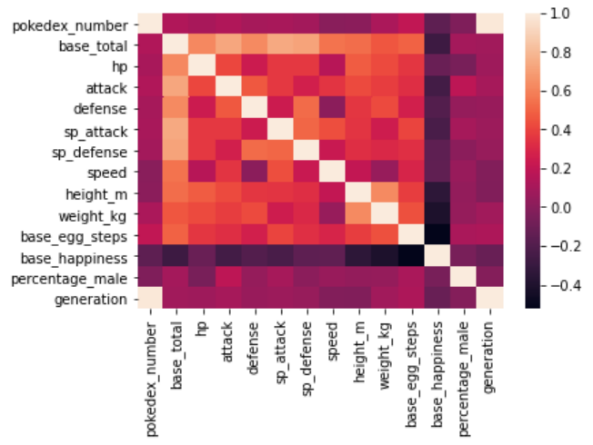 pokedex_number
base_total
hp
attack
defense
sp_attack
sp_defense
speed
height_m
weight_kg
base_egg_steps
base_happiness
percentage_male
generation
pokedex_number
base_total
hp
attack
defense
sp_attack
sp_defense
speed
height_m
weight_kg
base_egg_steps
base_happiness
percentage_male
generation
1.0
0.8
0.6
0.4
0.2
0.0
−0.2
−0.4